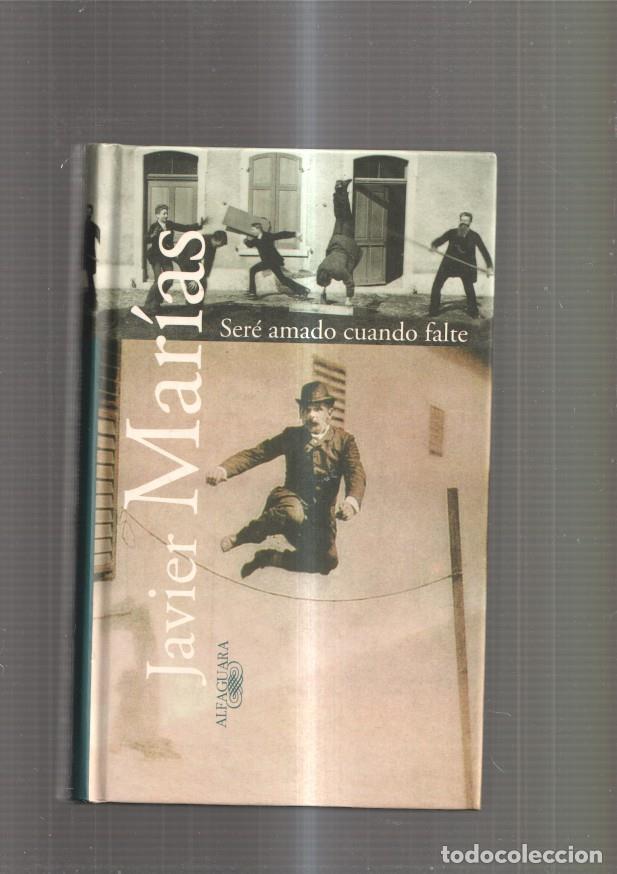 Javier Marías
Seré amado cuando falte
ALFAGUARA
todocoleccion